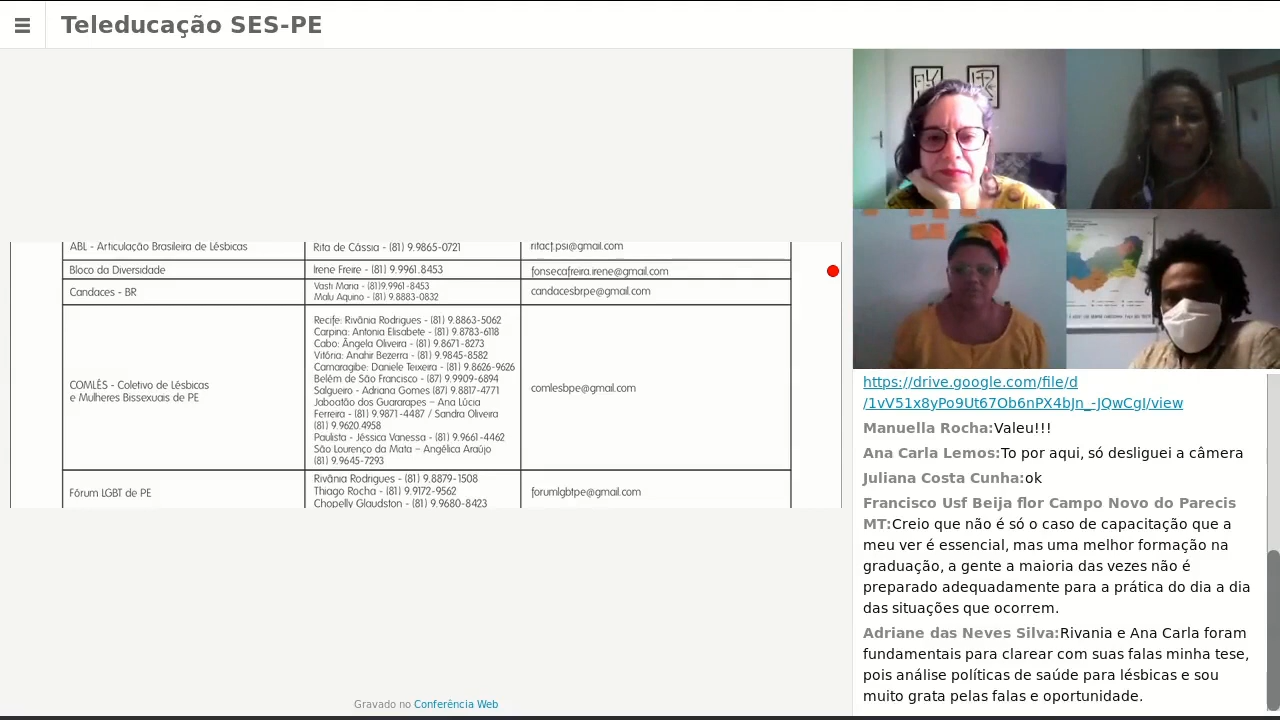 Teleducação SES-PE
ABL - Articulação Brasileira de Lésbicas
Rita de Cássia - (81) 9.9865-0721
ritacf.psi@gmail.com
Bloco da Diversidade
Irene Freire - (81) 9.9961.8453
fonsecafreira.irene@gmail.com
Candaces - BR
Vasti Maria - (81)9.9961-8453
Malu Aquino - (81) 9.8883-0832
candacesbrpe@gmail.com
COMLÉS - Coletivo de Lésbicas
e Mulheres Bissexuais de PE
Recife: Rivânia Rodrigues - (81) 9.8863-5062
Carpina: Antonia Elisabete - (81) 9.8783-6118
Cabo: Ângela Oliveira - (81) 9.8671-8273
Vitória: Anahir Bezerra - (81) 9.9845-8582
Camaragibe: Daniele Teixeira - (81) 9.8626-9626
Belém de São Francisco - (87) 9.9909-6894
Salgueiro - Adriana Gomes (87) 9.8817-4771
Jaboatão dos Guararapes – Ana Lúcia
Ferreira - (81) 9.9871-4487 / Sandra Oliveira
(81) 9.9620.4958
Paulista - Jéssica Vanessa - (81) 9.9661-4462
São Lourenço da Mata – Angélica Araújo
(81) 9.9645-7293
comlesbpe@gmail.com
Fórum LGBT de PE
Rivânia Rodrigues - (81) 9.8879-1508
Thiago Rocha - (81) 9.9172-9562
Chopelly Glaudston - (81) 9.9680-8423
forumlgbtpe@gmail.com
Gravado no Conferência Web
https://drive.google.com/file/d
/1vV51x8yPo9Ut67Ob6nPX4bJn_-JQwCgI/view
Manuella Rocha:Valeu!!!
Ana Carla Lemos:To por aqui, só desliguei a câmera
Juliana Costa Cunha:ok
Francisco Usf Beija flor Campo Novo do Parecis
MT:Creio que não é só o caso de capacitação que a
meu ver é essencial, mas uma melhor formação na
graduação, a gente a maioria das vezes não é
preparado adequadamente para a prática do dia a dia
das situações que ocorrem.
Adriane das Neves Silva:Rivania e Ana Carla foram
fundamentais para clarear com suas falas minha tese,
pois análise políticas de saúde para lésbicas e sou
muito grata pelas falas e oportunidade.